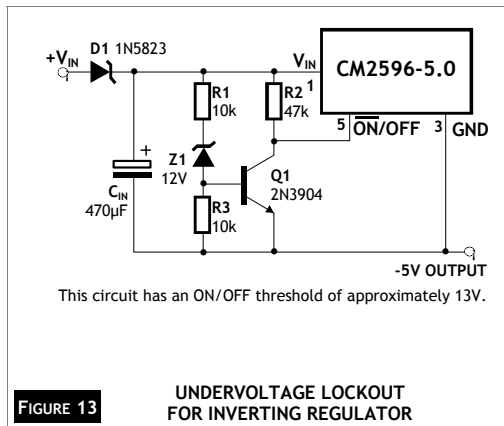 D1 1N5823
+VIN
VIN
1
CM2596-5.0
R1
10k
R2
47k
5
ON/OFF
3
GND
+
Z1
12V
Q1
2N3904
CIN
470µF
R3
10k
-5V OUTPUT
This circuit has an ON/OFF threshold of approximately 13V.
FIGURE 13
UNDERVOLTAGE LOCKOUT
FOR INVERTING REGULATOR